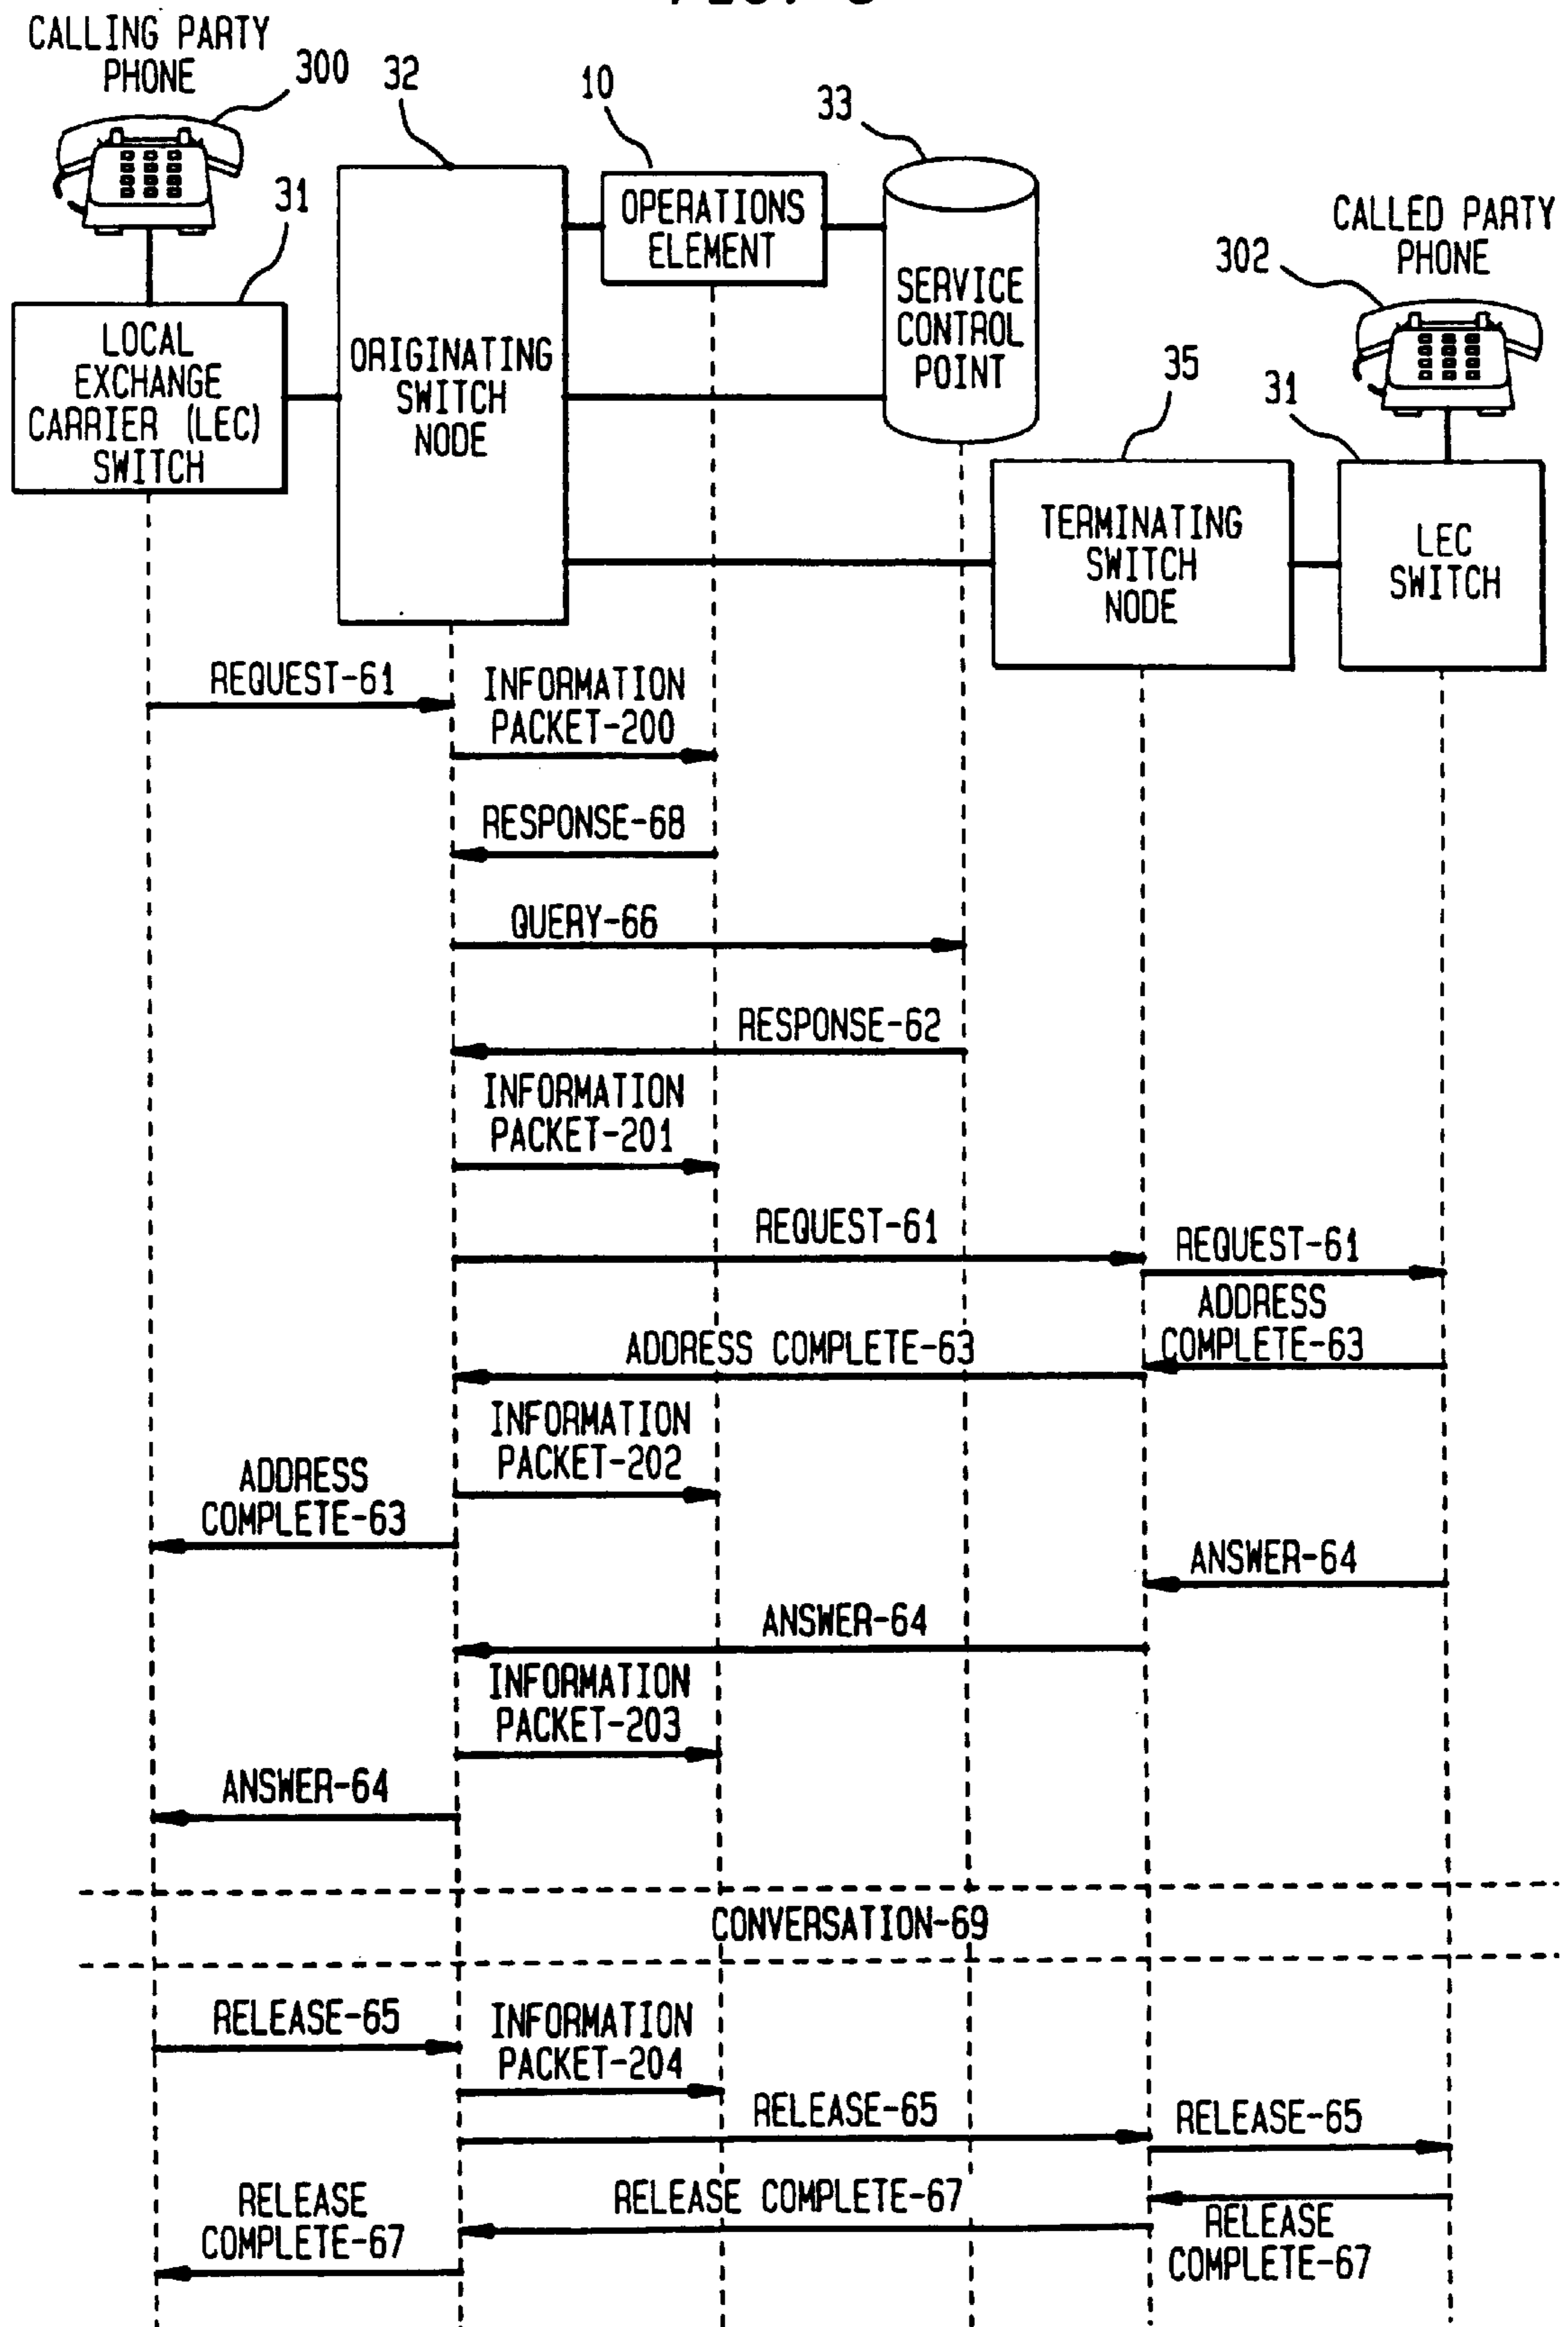 CALLING PARTY
PHONE
300
32
10
33
31
OPERATIONS
ELEMENT
CALLED PARTY
PHONE
302
LOCAL
EXCHANGE
CARRIER (LEC)
SWITCH
ORIGINATING
SWITCH
NODE
SERVICE
CONTROL
POINT
35
31
TERMINATING
SWITCH
NODE
LEC
SWITCH
REQUEST-61
INFORMATION
PACKET-200
RESPONSE-68
QUERY-66
RESPONSE-62
INFORMATION
PACKET-201
REQUEST-61
REQUEST-61
ADDRESS
COMPLETE-63
ADDRESS COMPLETE-63
INFORMATION
PACKET-202
ADDRESS
COMPLETE-63
ANSWER-64
ANSWER-64
INFORMATION
PACKET-203
ANSWER-64
CONVERSATION-69
RELEASE-65
INFORMATION
PACKET-204
RELEASE-65
RELEASE-65
RELEASE
COMPLETE-67
RELEASE COMPLETE-67
RELEASE
COMPLETE-67